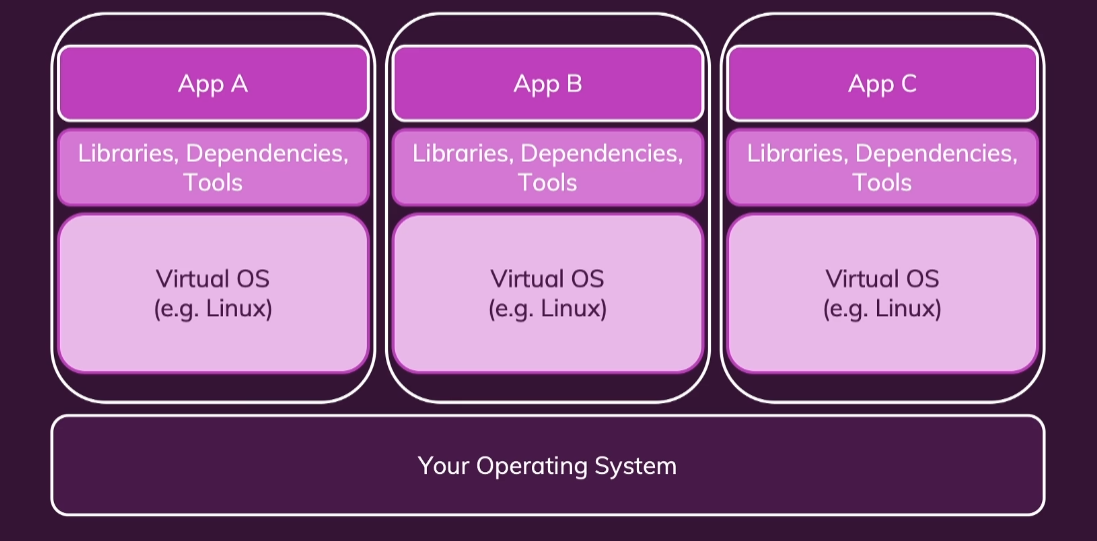 App A
App B
App C
Libraries, Dependencies,
Tools
Libraries, Dependencies,
Tools
Libraries, Dependencies,
Tools
Virtual OS
(e.g. Linux)
Virtual OS
(e.g. Linux)
Virtual OS
(e.g. Linux)
Your Operating System